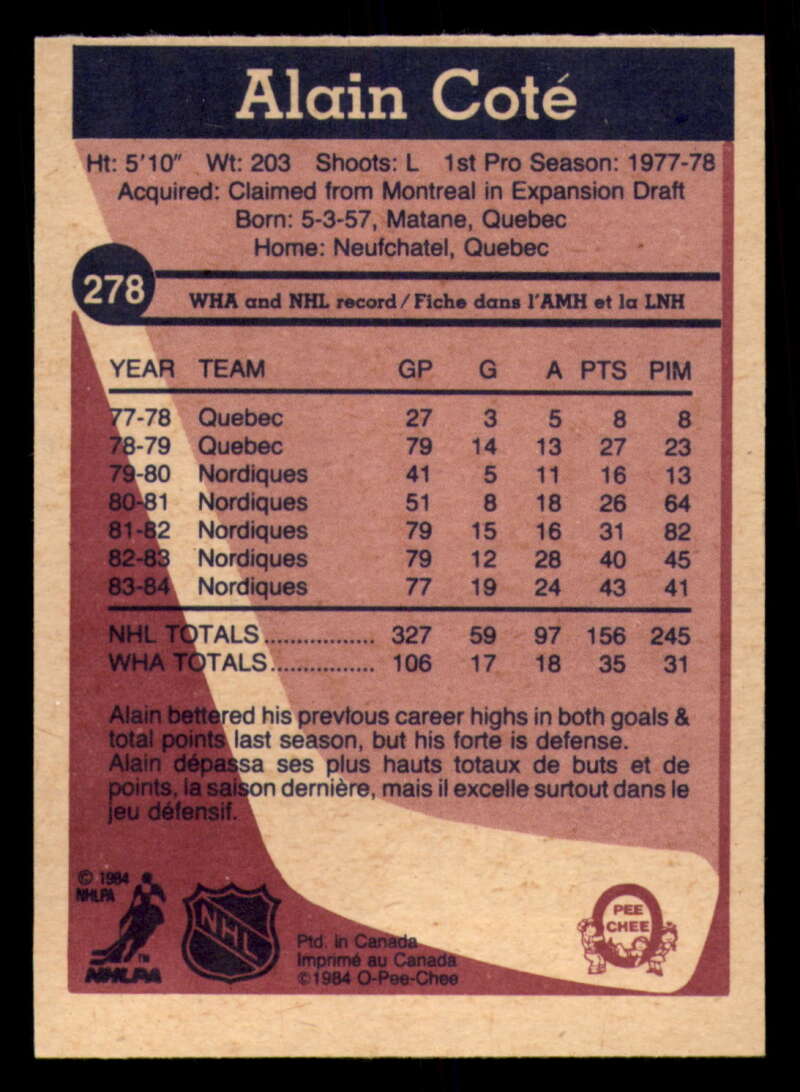 Alain Coté
Ht: 5'10" Wt: 203 Shoots: L 1st Pro Season: 1977-78
Acquired: Claimed from Montreal in Expansion Draft
Born: 5-3-57, Matane, Quebec
Home: Neufchatel, Quebec
278
WHA and NHL record/Fiche dans l'AMH et la LNH
YEAR TEAM GP G A PTS PIM
77-78 Quebec 27 3 5 8 8
78-79 Quebec 79 14 13 27 23
79-80 Nordiques 41 5 11 16 13
80-81 Nordiques 51 8 18 26 64
81-82 Nordiques 79 15 16 31 82
82-83 Nordiques 79 12 28 40 45
83-84 Nordiques 77 19 24 43 41
NHL TOTALS................ 327 59 97 156 245
WHA TOTALS............... 106 17 18 35 31
Alain bettered his previous career highs in both goals &
total points last season, but his forte is defense.
Alain dépassa ses plus hauts totaux de buts et de
points, la saison dernière, mais il excelle surtout dans le
jeu défensif.
© 1984
NHLPA
TM
NHLPA
NHL
Ptd. in Canada
Imprimé au Canada
©1984 O-Pee-Chee
O
PEE
CHEE